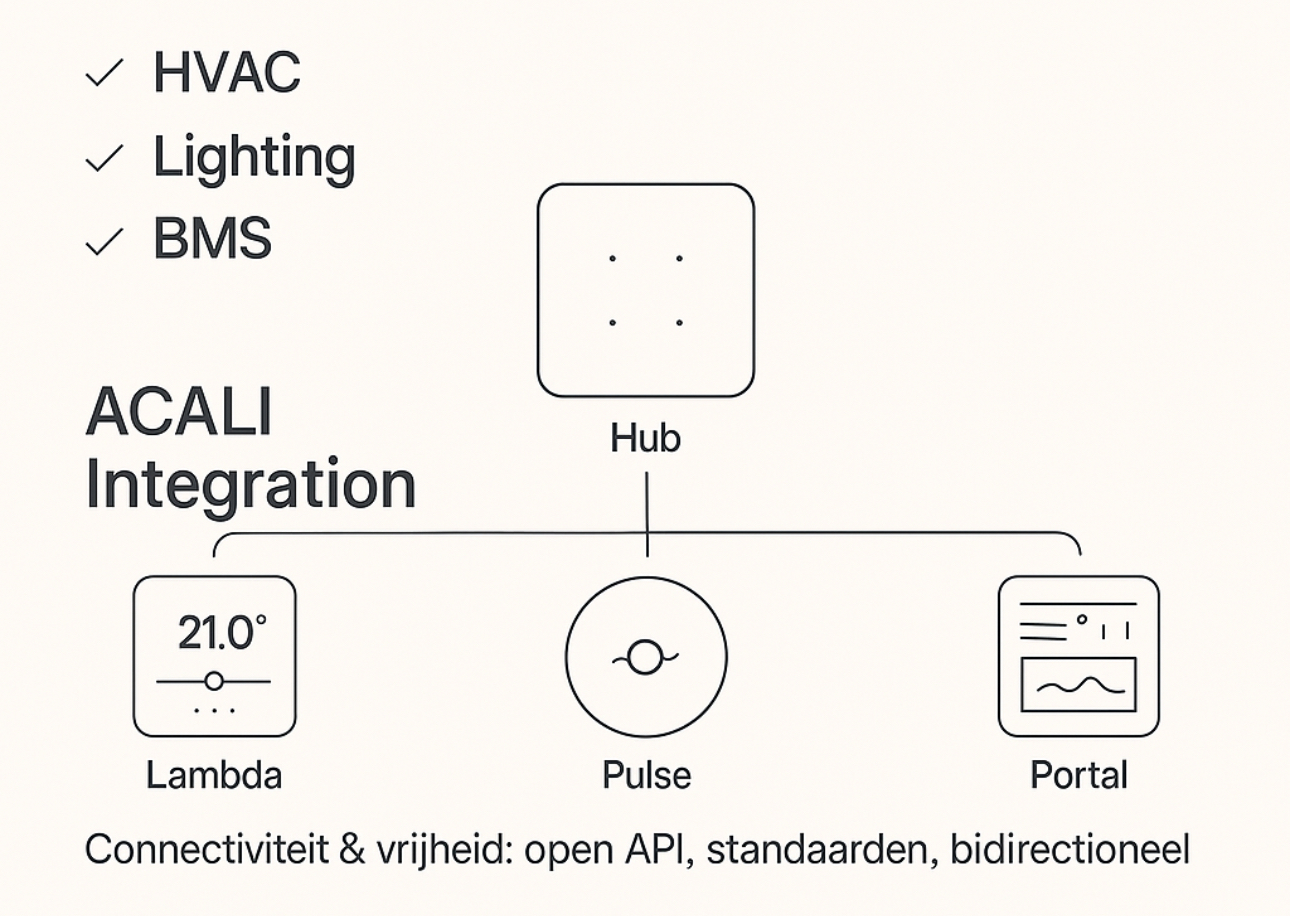 HVAC
Lighting
BMS
ACALI
Integration
Hub
21.0°
Lambda
Pulse
Portal
Connectiviteit & vrijheid: open API, standaarden, bidirectioneel